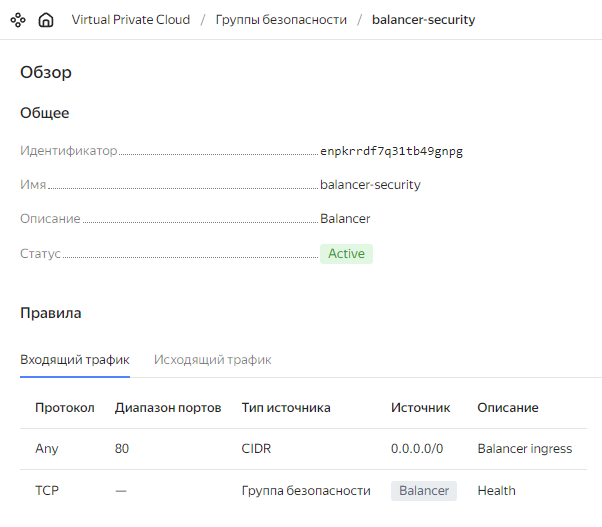 Virtual Private Cloud / Группы безопасности / balancer-security
Обзор
Общее
Идентификатор enpkrrdf7q31tb49gnpg
Имя balancer-security
Описание Balancer
Статус Active
Правила
Входящий трафик Исходящий трафик
Протокол Диапазон портов Тип источника Источник Описание
Any 80 CIDR 0.0.0.0/0 Balancer ingress
TCP — Группа безопасности Balancer Health